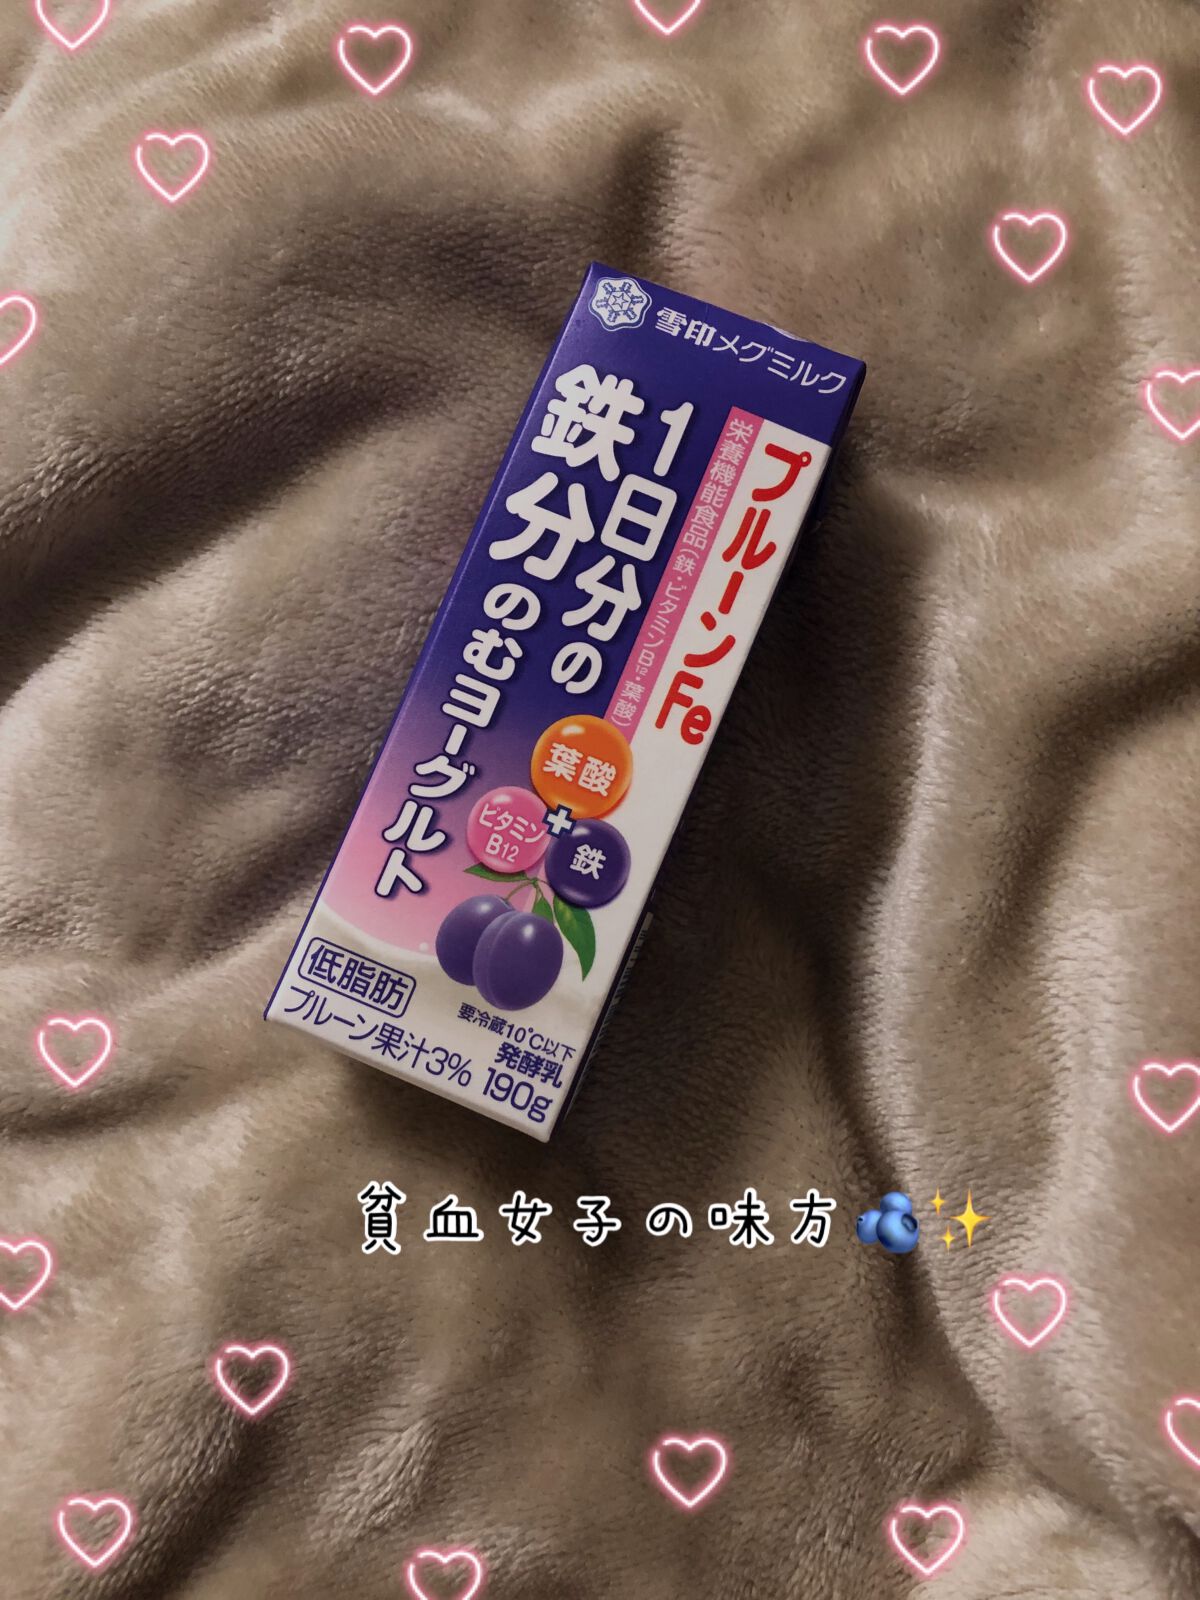 雪印メグミルク
プルーンFe
栄養機能食品(鉄・ビタミンB12・葉酸)
1日分の
鉄分のむヨーグルト
葉酸
+
ビタミン
B12
鉄
低脂肪
要冷蔵10℃以下
発酵乳
プルーン果汁3% 190g
貧血女子の味方🫐✨